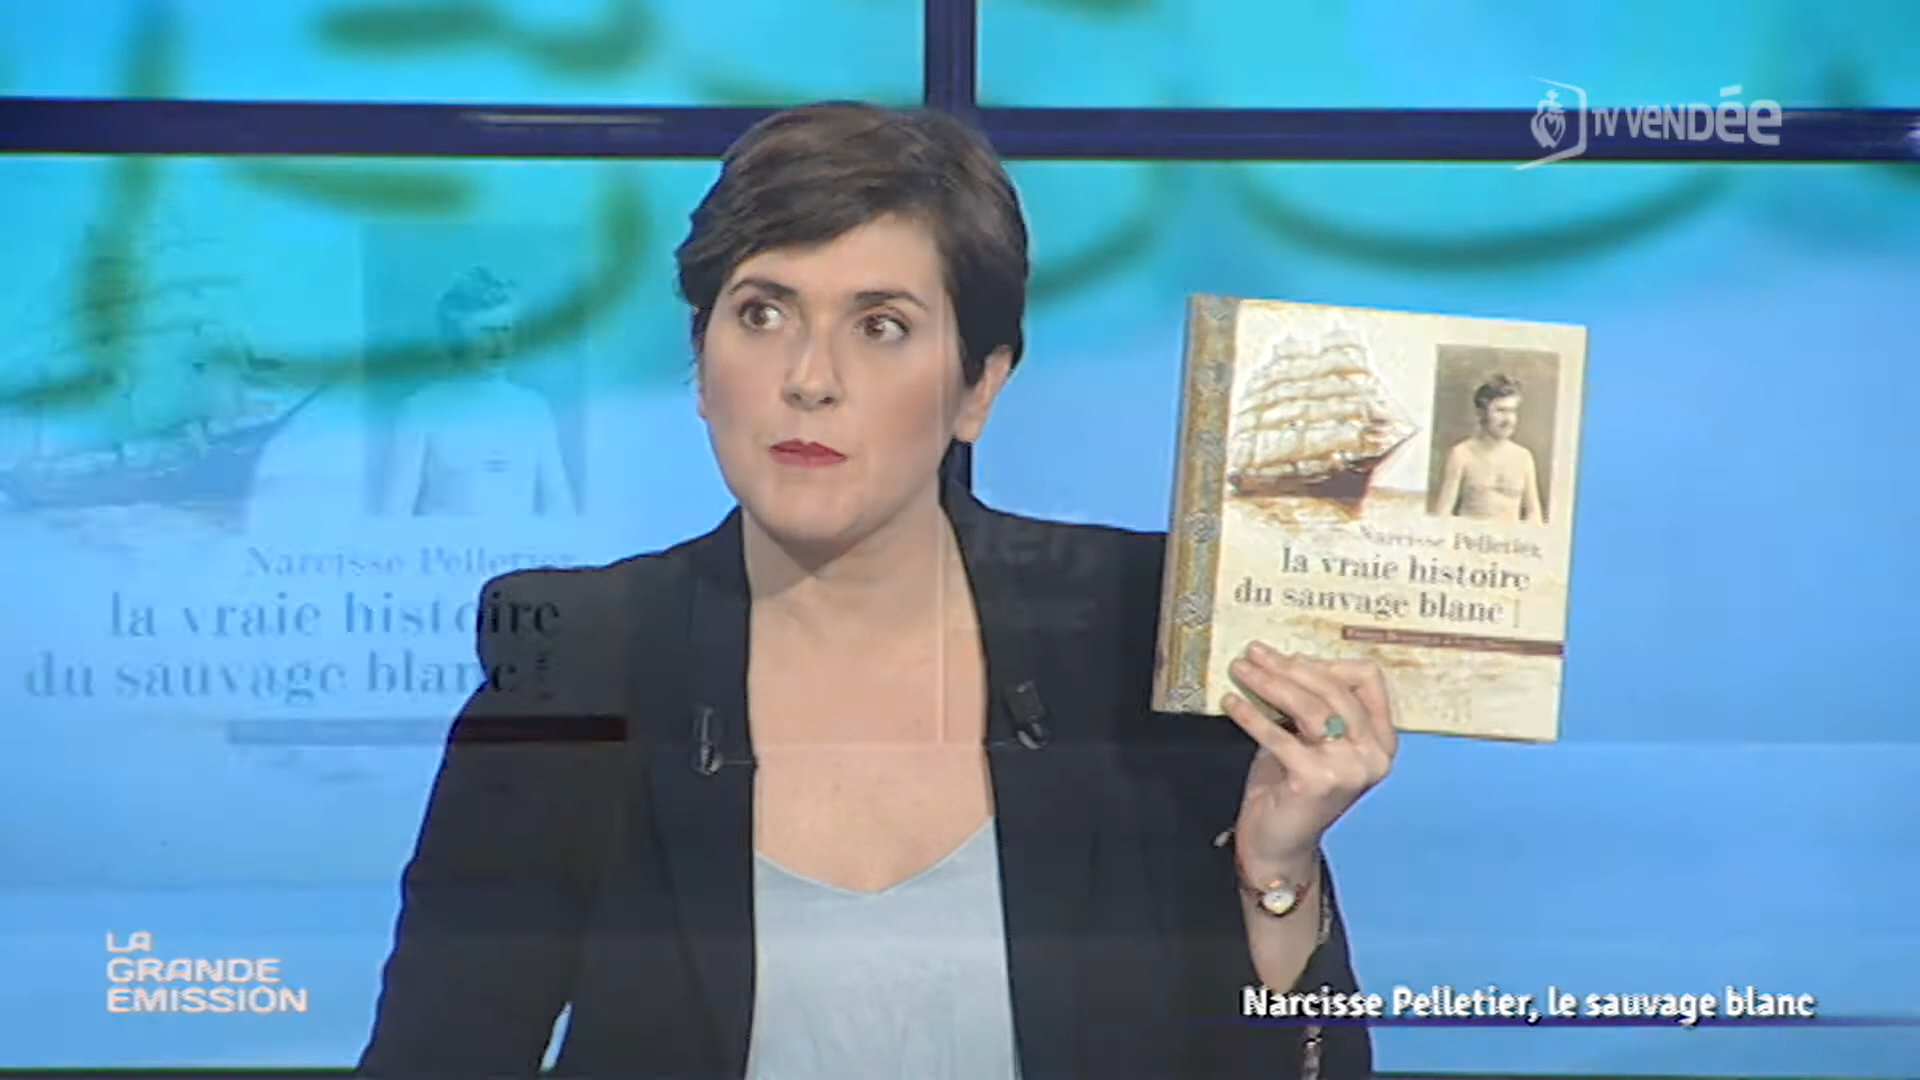 TV VENDÉE
Narcisse Pelletier,
la vraie histoire
du sauvage blanc
Narcisse Pelletier,
la vraie histoire
du sauvage blanc
LA
GRANDE
EMISSION
Narcisse Pelletier, le sauvage blanc